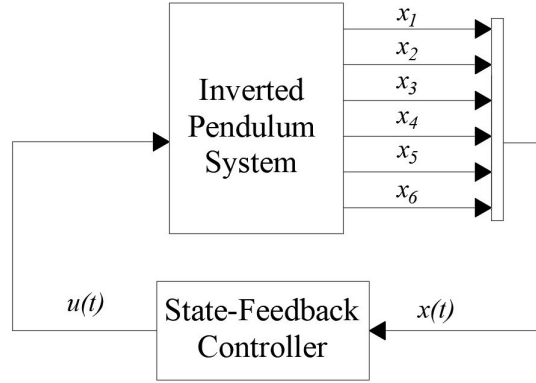 x1
x2
x3
x4
x5
x6
Inverted
Pendulum
System
u(t)
State-Feedback
Controller
x(t)